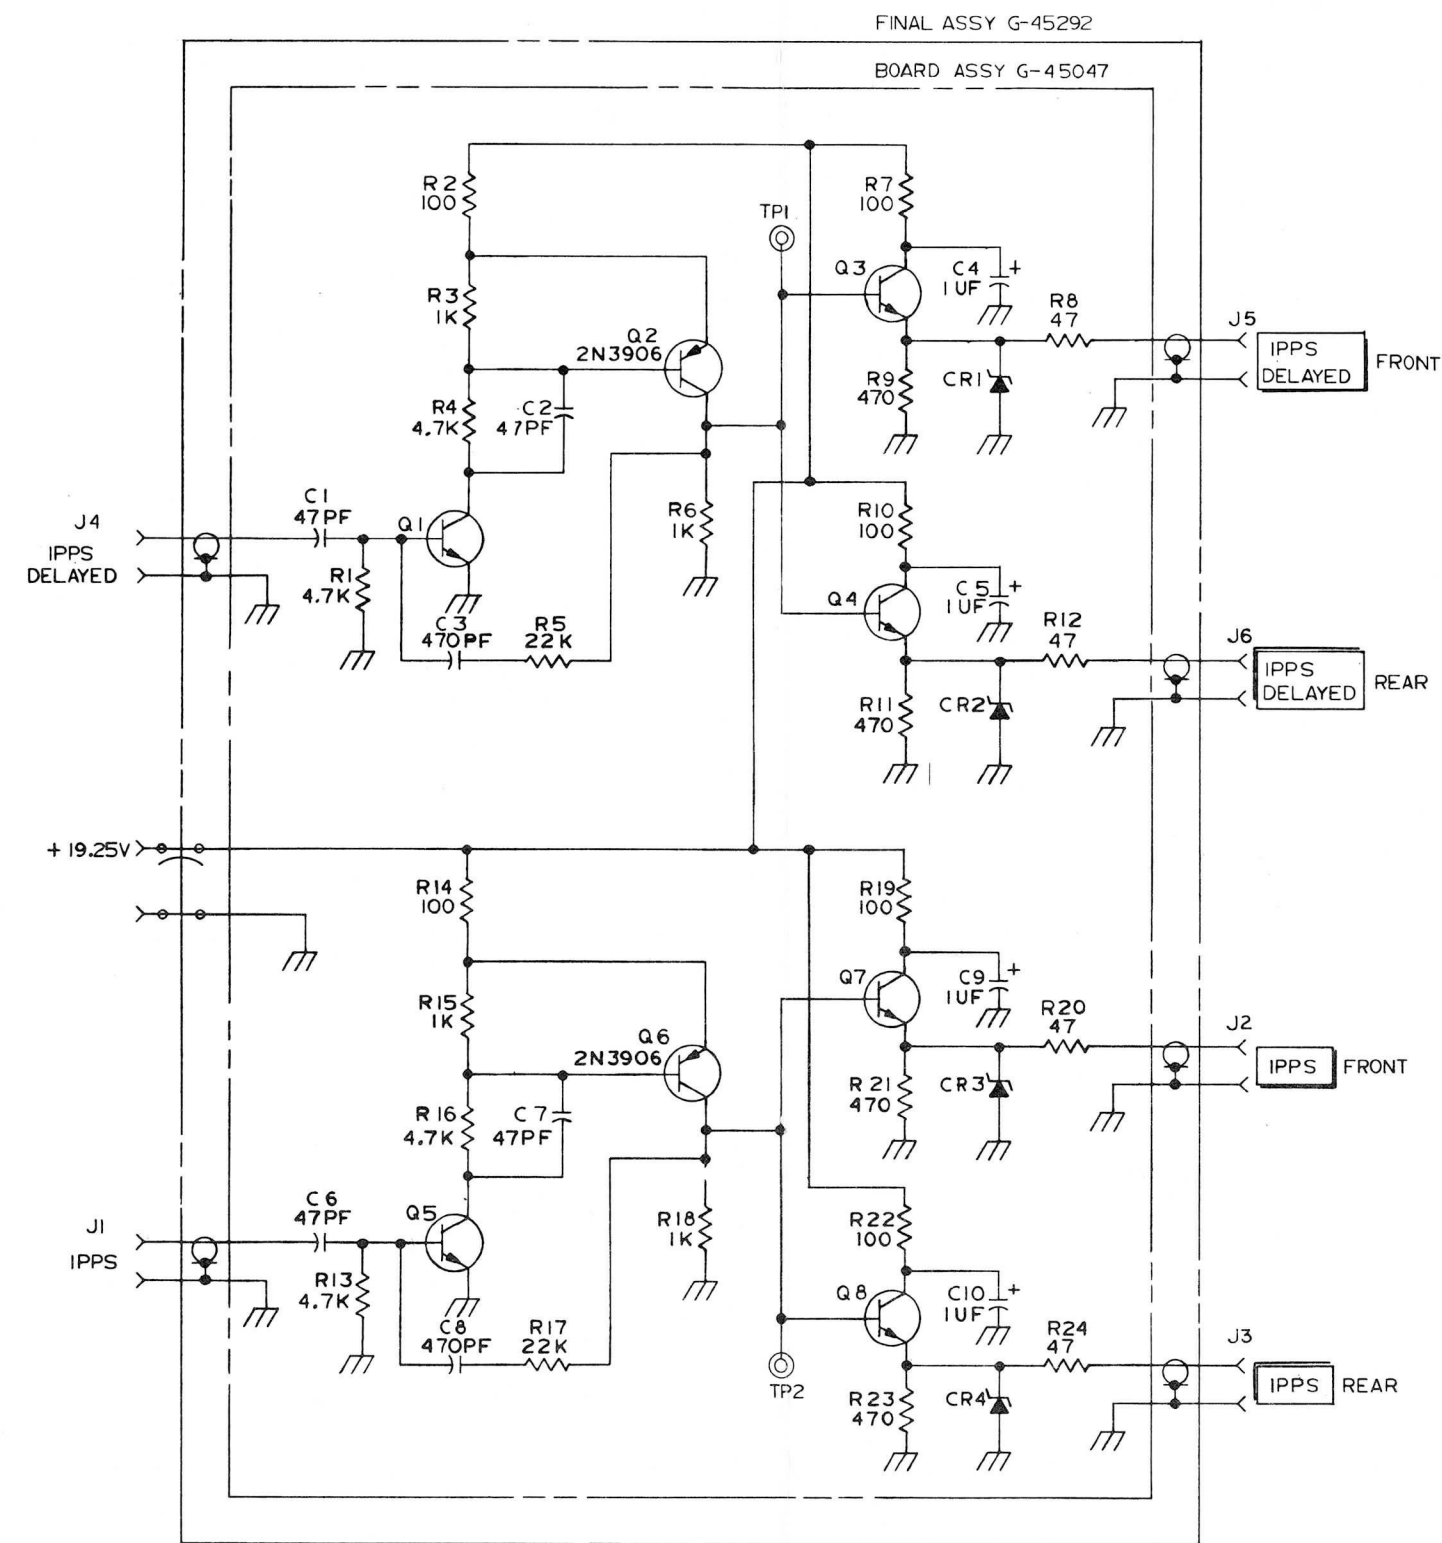 FINAL ASSY G-45292
BOARD ASSY G-45047
R2
100
R7
100
TP1
Q3
C4
1UF
+
R3
1K
R8
47
J5
Q2
2N3906
IPPS
DELAYED
FRONT
R9
470
CR1
R4
4.7K
C2
47PF
C1
47PF
J4
IPPS
DELAYED
Q1
R6
1K
R10
100
R1
4.7K
C5
1UF
+
Q4
C3
470PF
R5
22K
R12
47
J6
IPPS
DELAYED
REAR
R11
470
CR2
+19.25V
R14
100
R19
100
Q7
C9
1UF
+
R15
1K
R20
47
J2
Q6
2N3906
IPPS
FRONT
R21
470
CR3
R16
4.7K
C7
47PF
C6
47PF
J1
IPPS
Q5
R18
1K
R22
100
R13
4.7K
Q8
C10
1UF
+
C8
470PF
R17
22K
R24
47
J3
TP2
R23
470
CR4
IPPS
REAR